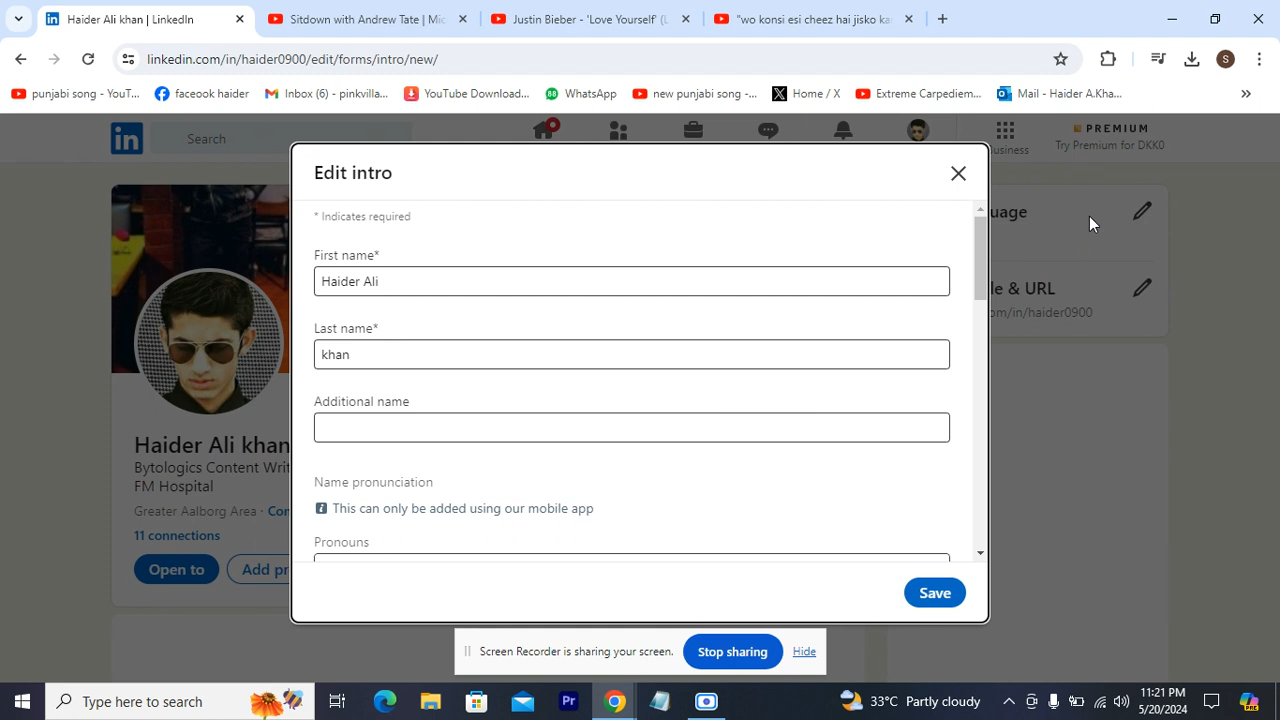 Haider Ali khan | LinkedIn
Sitdown with Andrew Tate | Mic
Justin Bieber - 'Love Yourself' (L
"wo konsi esi cheez hai jisko ka
linkedin.com/in/haider0900/edit/forms/intro/new/
S
punjabi song - YouT...
faceook haider
Inbox (6) - pinkvilla...
YouTube Download...
88
WhatsApp
new punjabi song -...
Home / X
Extreme Carpediem...
Mail - Haider A.Kha...
in
Search
usiness
PREMIUM
Try Premium for DKK0
Edit intro
* Indicates required
First name*
Haider Ali
Last name*
khan
Additional name
Name pronunciation
This can only be added using our mobile app
Pronouns
Save
uage
le & URL
om/in/haider0900
Haider Ali khan
Bytologics Content Writ
FM Hospital
Greater Aalborg Area · Con
11 connections
Open to
Add pr
Screen Recorder is sharing your screen.
Stop sharing
Hide
Type here to search
Pr
33°C Partly cloudy
11:21 PM
5/20/2024
PRE